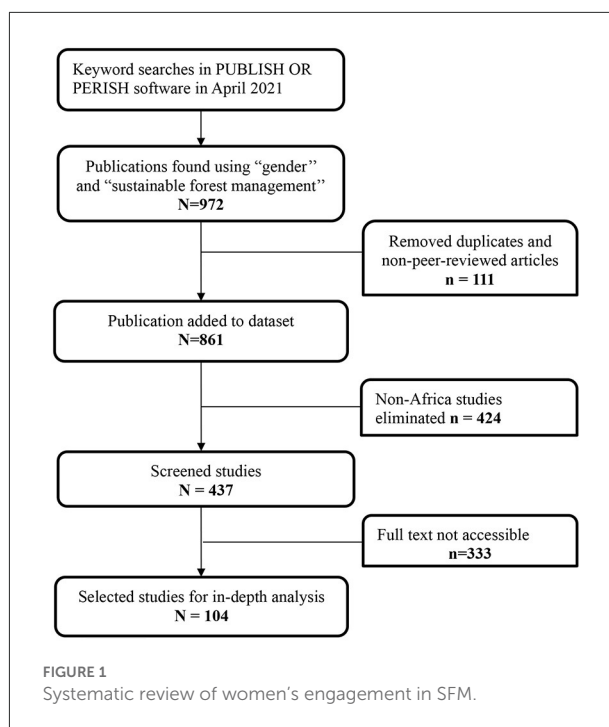 Keyword searches in PUBLISH OR
PERISH software in April 2021
Publications found using “gender”
and “sustainable forest management”
N=972
Removed duplicates and
non-peer-reviewed articles
n = 111
Publication added to dataset
N=861
Non-Africa studies
eliminated n = 424
Screened studies
N = 437
Full text not accessible
n=333
Selected studies for in-depth analysis
N = 104
FIGURE 1
Systematic review of women’s engagement in SFM.